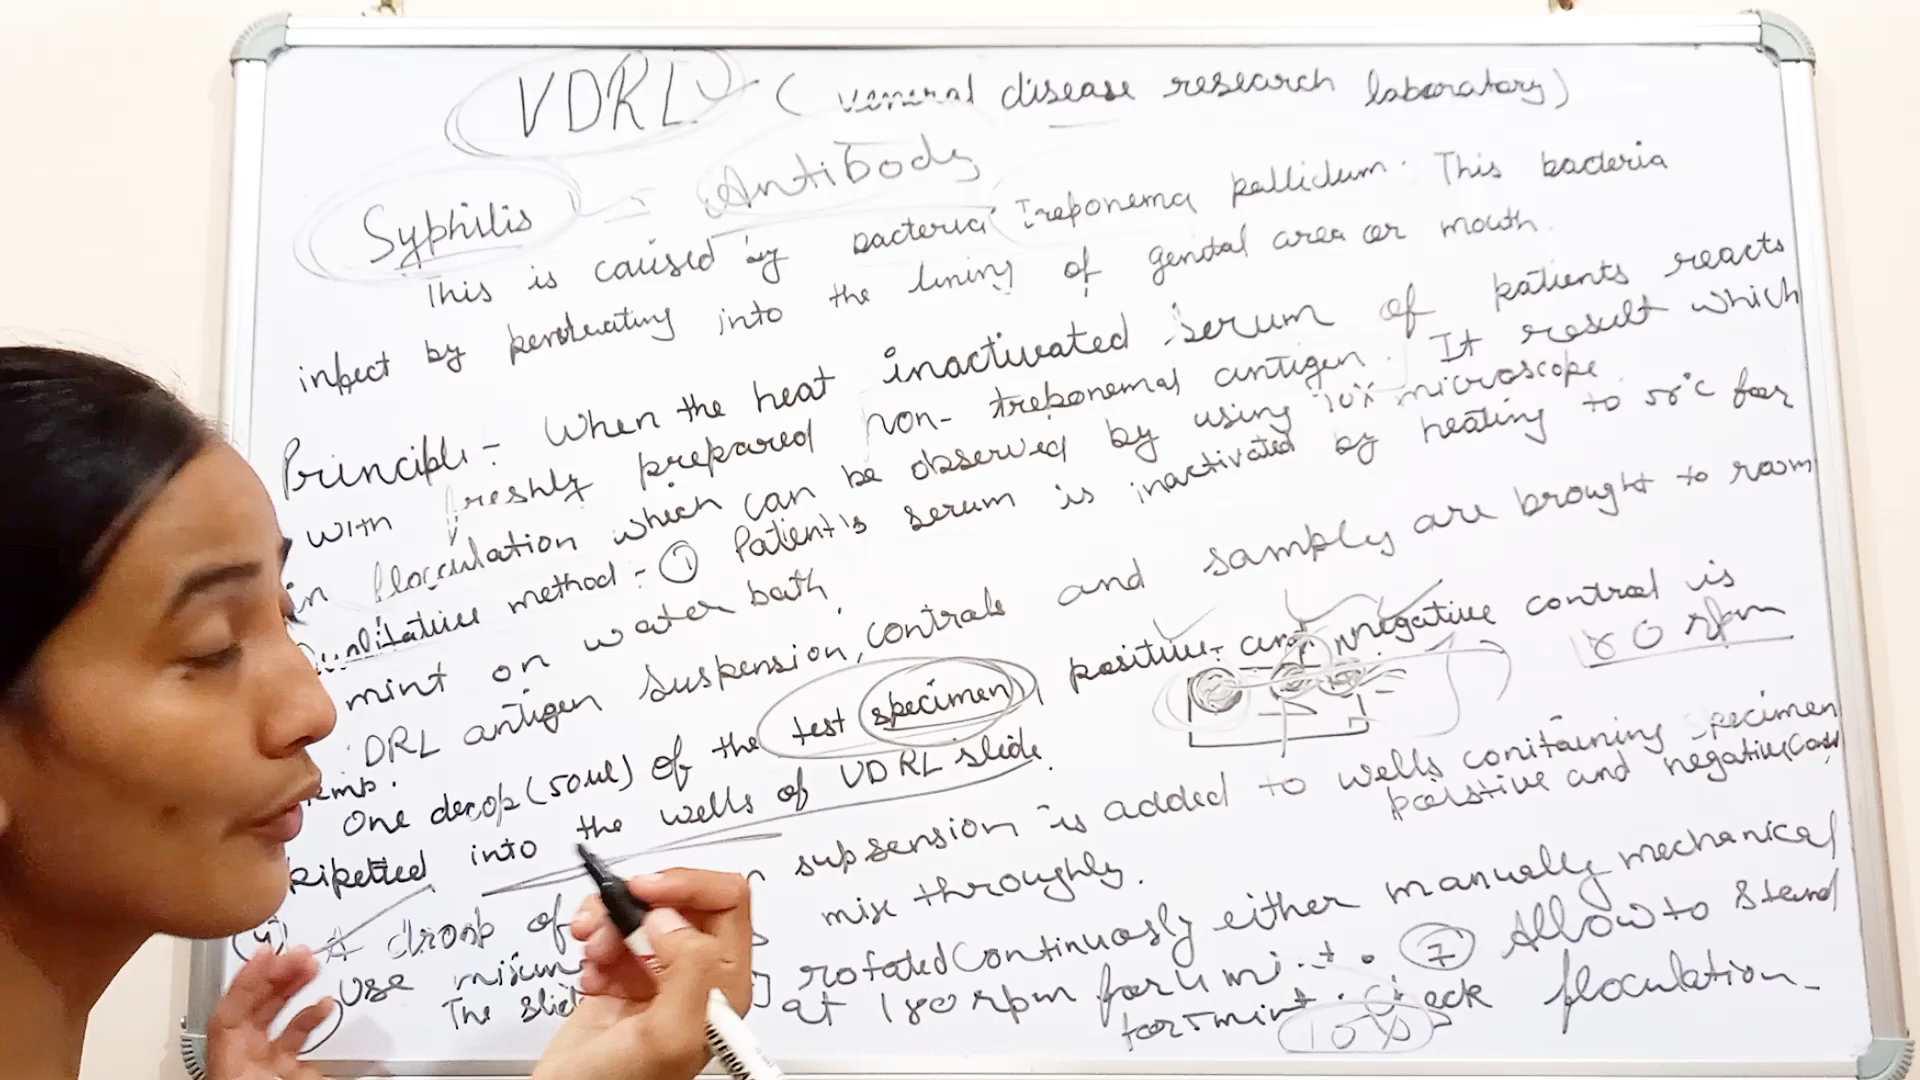 VDRL (veneral disease research laboratory)
Syphilis = Antibody
This is caused by bacteria Treponema pallidum. This bacteria
infect by penetrating into the lining of genital area or mouth.
Principle:- When the heat inactivated serum of patients reacts
with freshly prepared non-treponemal antigen. It result which
in flocculation which can be observed by using 10x microscope
Qualitative method:- ① Patient's serum is inactivated by heating to 56°C for
mint on water bath.
DRL antigen suspension, controls and samples are brought to room
temp.
One drop (50ul) of the test specimen, positive and negative control is
pipetted into the wells of VDRL slide.
180 rpm
④ A drop of suspension is added to wells conitaining specimen
positive and negative
Use mix throughly.
The slid rotated continuously either manually mechanical
at 180 rpm for 4 mint. ⑦ Allow to stand
for 5 mint. floculation
10x